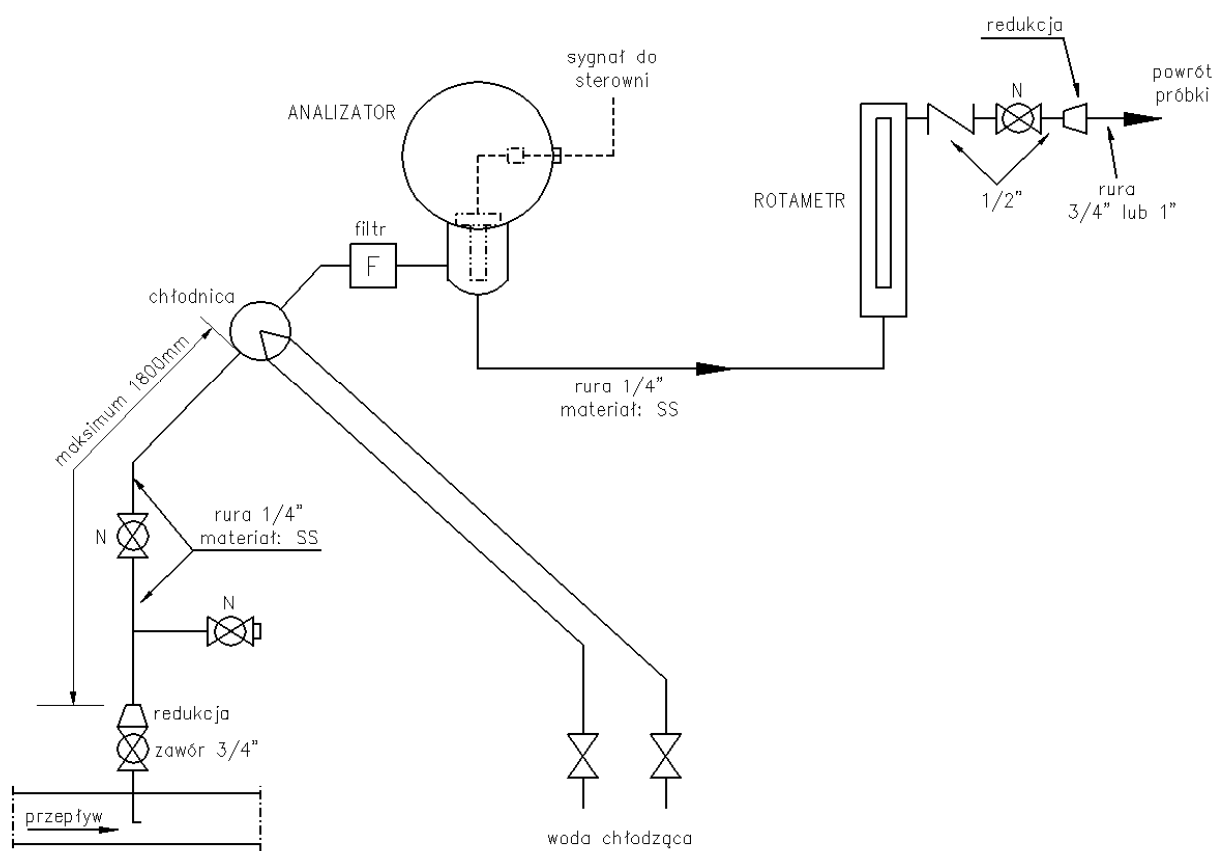 redukcja
sygnał do
sterowni
powrót
próbki
N
ANALIZATOR
1/2"
rura
3/4" lub 1"
ROTAMETR
filtr
F
chłodnica
maksimum 1800mm
rura 1/4"
materiał: SS
rura 1/4"
materiał: SS
N
N
redukcja
zawór 3/4"
przepływ
woda chłodząca